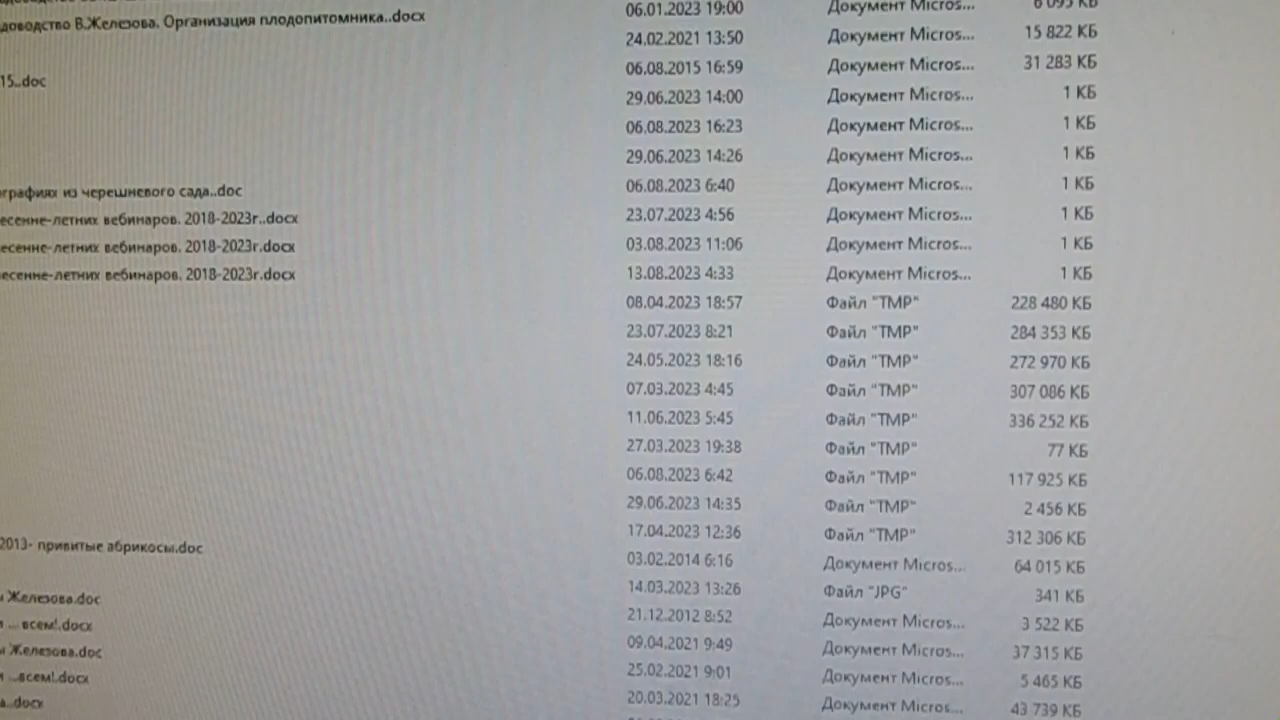 доводство В.Железова. Организация плодопитомника..docx 06.01.2023 19:00 Документ Micros... 6 095 КБ
24.02.2021 13:50 Документ Micros... 15 822 КБ
15..doc 06.08.2015 16:59 Документ Micros... 31 283 КБ
29.06.2023 14:00 Документ Micros... 1 КБ
06.08.2023 16:23 Документ Micros... 1 КБ
29.06.2023 14:26 Документ Micros... 1 КБ
ографиях из черешневого сада..doc 06.08.2023 6:40 Документ Micros... 1 КБ
есенне-летних вебинаров. 2018-2023г..docx 23.07.2023 4:56 Документ Micros... 1 КБ
есенне-летних вебинаров. 2018-2023г.docx 03.08.2023 11:06 Документ Micros... 1 КБ
есенне-летних вебинаров. 2018-2023г.docx 13.08.2023 4:33 Документ Micros... 1 КБ
08.04.2023 18:57 Файл "TMP" 228 480 КБ
23.07.2023 8:21 Файл "TMP" 284 353 КБ
24.05.2023 18:16 Файл "TMP" 272 970 КБ
07.03.2023 4:45 Файл "TMP" 307 086 КБ
11.06.2023 5:45 Файл "TMP" 336 252 КБ
27.03.2023 19:38 Файл "TMP" 77 КБ
06.08.2023 6:42 Файл "TMP" 117 925 КБ
29.06.2023 14:35 Файл "TMP" 2 456 КБ
17.04.2023 12:36 Файл "TMP" 312 306 КБ
2013- привитые абрикосы.doc 03.02.2014 6:16 Документ Micros... 64 015 КБ
14.03.2023 13:26 Файл "JPG" 341 КБ
и Железова.doc 21.12.2012 8:52 Документ Micros... 3 522 КБ
и ... всем!.docx 09.04.2021 9:49 Документ Micros... 37 315 КБ
и Железова.doc 25.02.2021 9:01 Документ Micros... 5 465 КБ
и ...всем!.docx 20.03.2021 18:25 Документ Micros... 43 739 КБ
а..docx